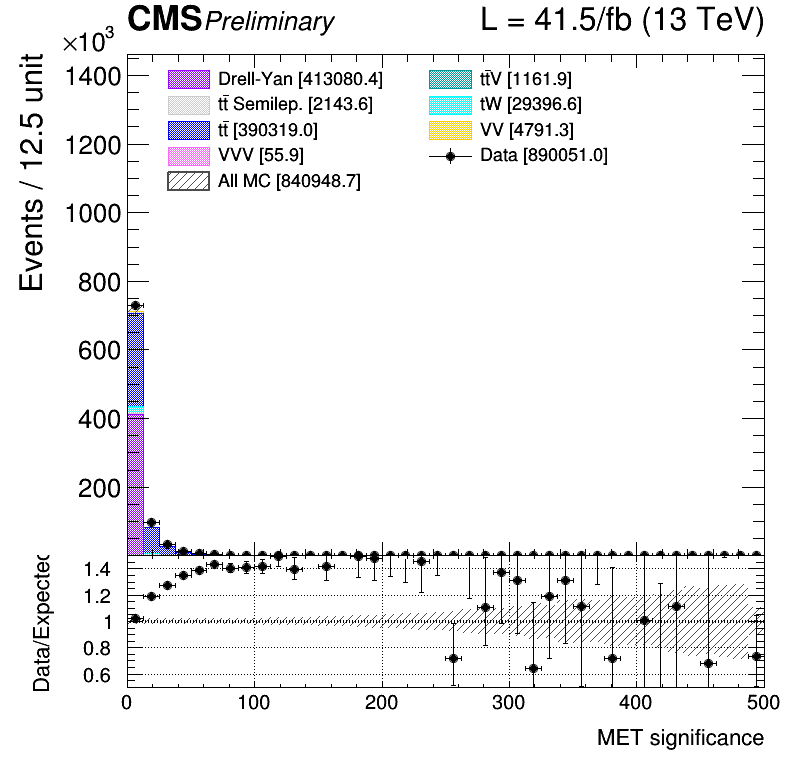 CMS Preliminary L = 41.5/fb (13 TeV)
×10³
Events / 12.5 unit
1400
1200
1000
800
600
400
200
Drell-Yan [413080.4]
tt̄ Semilep. [2143.6]
tt̄ [390319.0]
VVV [55.9]
All MC [840948.7]
tt̄V [1161.9]
tW [29396.6]
VV [4791.3]
Data [890051.0]
Data/Expected
1.4
1.2
1
0.8
0.6
0 100 200 300 400 500
MET significance